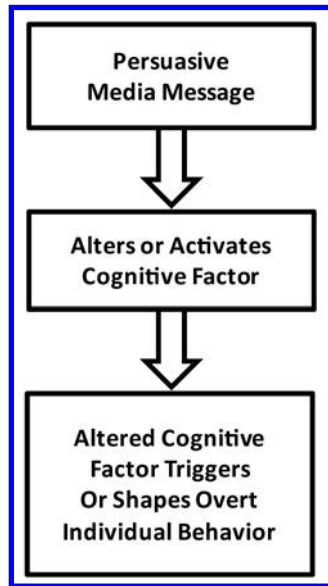 Persuasive
Media Message
Alters or Activates
Cognitive Factor
Altered Cognitive
Factor Triggers
Or Shapes Overt
Individual Behavior